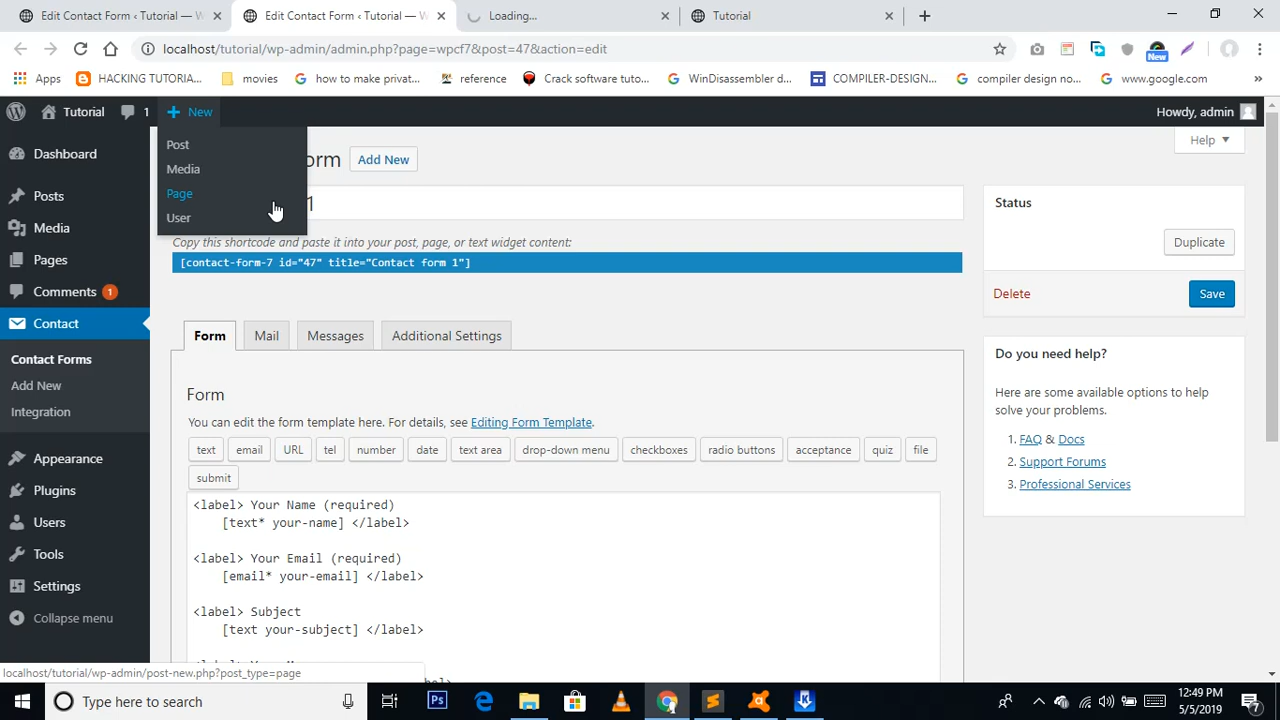 Edit Contact Form ‹ Tutorial — W
Edit Contact Form ‹ Tutorial — W
Loading...
Tutorial
localhost/tutorial/wp-admin/admin.php?page=wpcf7&post=47&action=edit
New
Apps
HACKING TUTORIA...
movies
how to make privat...
reference
Crack software tuto...
WinDisassembler d...
COMPILER-DESIGN...
compiler design no...
www.google.com
»
Tutorial
1
+ New
Howdy, admin
Post
Media
Page
User
Help
Dashboard
Posts
Media
Pages
Comments 1
Contact
Contact Forms
Add New
Integration
Appearance
Plugins
Users
Tools
Settings
Collapse menu
orm
Add New
1
Copy this shortcode and paste it into your post, page, or text widget content:
[contact-form-7 id="47" title="Contact form 1"]
Form
Mail
Messages
Additional Settings
Form
You can edit the form template here. For details, see Editing Form Template.
text
email
URL
tel
number
date
text area
drop-down menu
checkboxes
radio buttons
acceptance
quiz
file
submit
<label> Your Name (required)
[text* your-name] </label>
<label> Your Email (required)
[email* your-email] </label>
<label> Subject
[text your-subject] </label>
Status
Duplicate
Delete
Save
Do you need help?
Here are some available options to help
solve your problems.
1. FAQ & Docs
2. Support Forums
3. Professional Services
localhost/tutorial/wp-admin/post-new.php?post_type=page
Type here to search
Ps
12:49 PM
5/5/2019
7